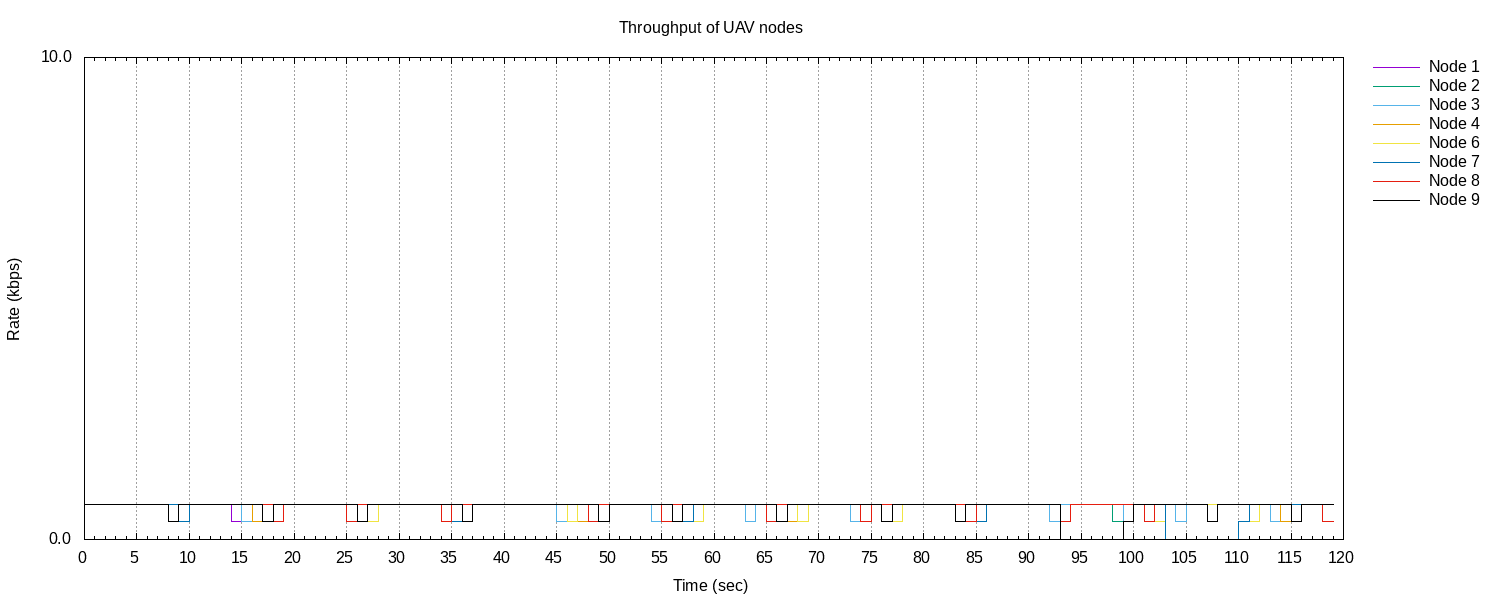 Throughput of UAV nodes
10.0
0.0
Rate (kbps)
0 5 10 15 20 25 30 35 40 45 50 55 60 65 70 75 80 85 90 95 100 105 110 115 120
Time (sec)
Node 1
Node 2
Node 3
Node 4
Node 6
Node 7
Node 8
Node 9